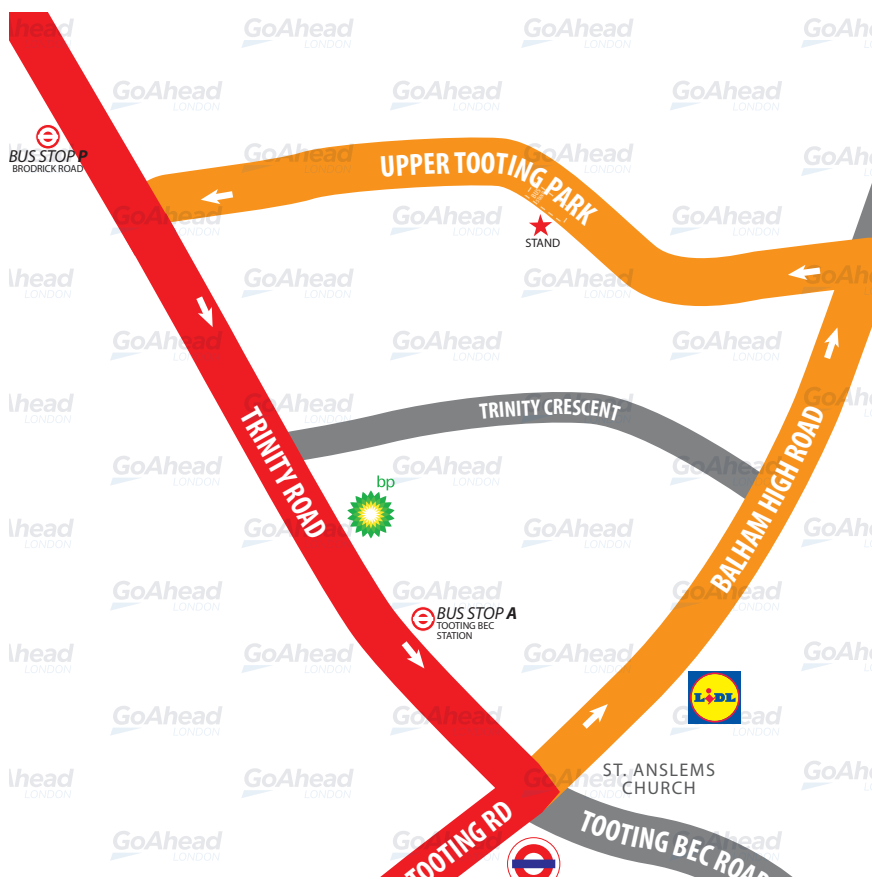 BUS STOP P
BRODRICK ROAD
UPPER TOOTING PARK
STAND
TRINITY CRESCENT
TRINITY ROAD
BALHAM HIGH ROAD
bp
BUS STOP A
TOOTING BEC
STATION
LIDL
ST. ANSLEMS
CHURCH
TOOTING RD
TOOTING BEC ROAD
GoAhead
LONDON